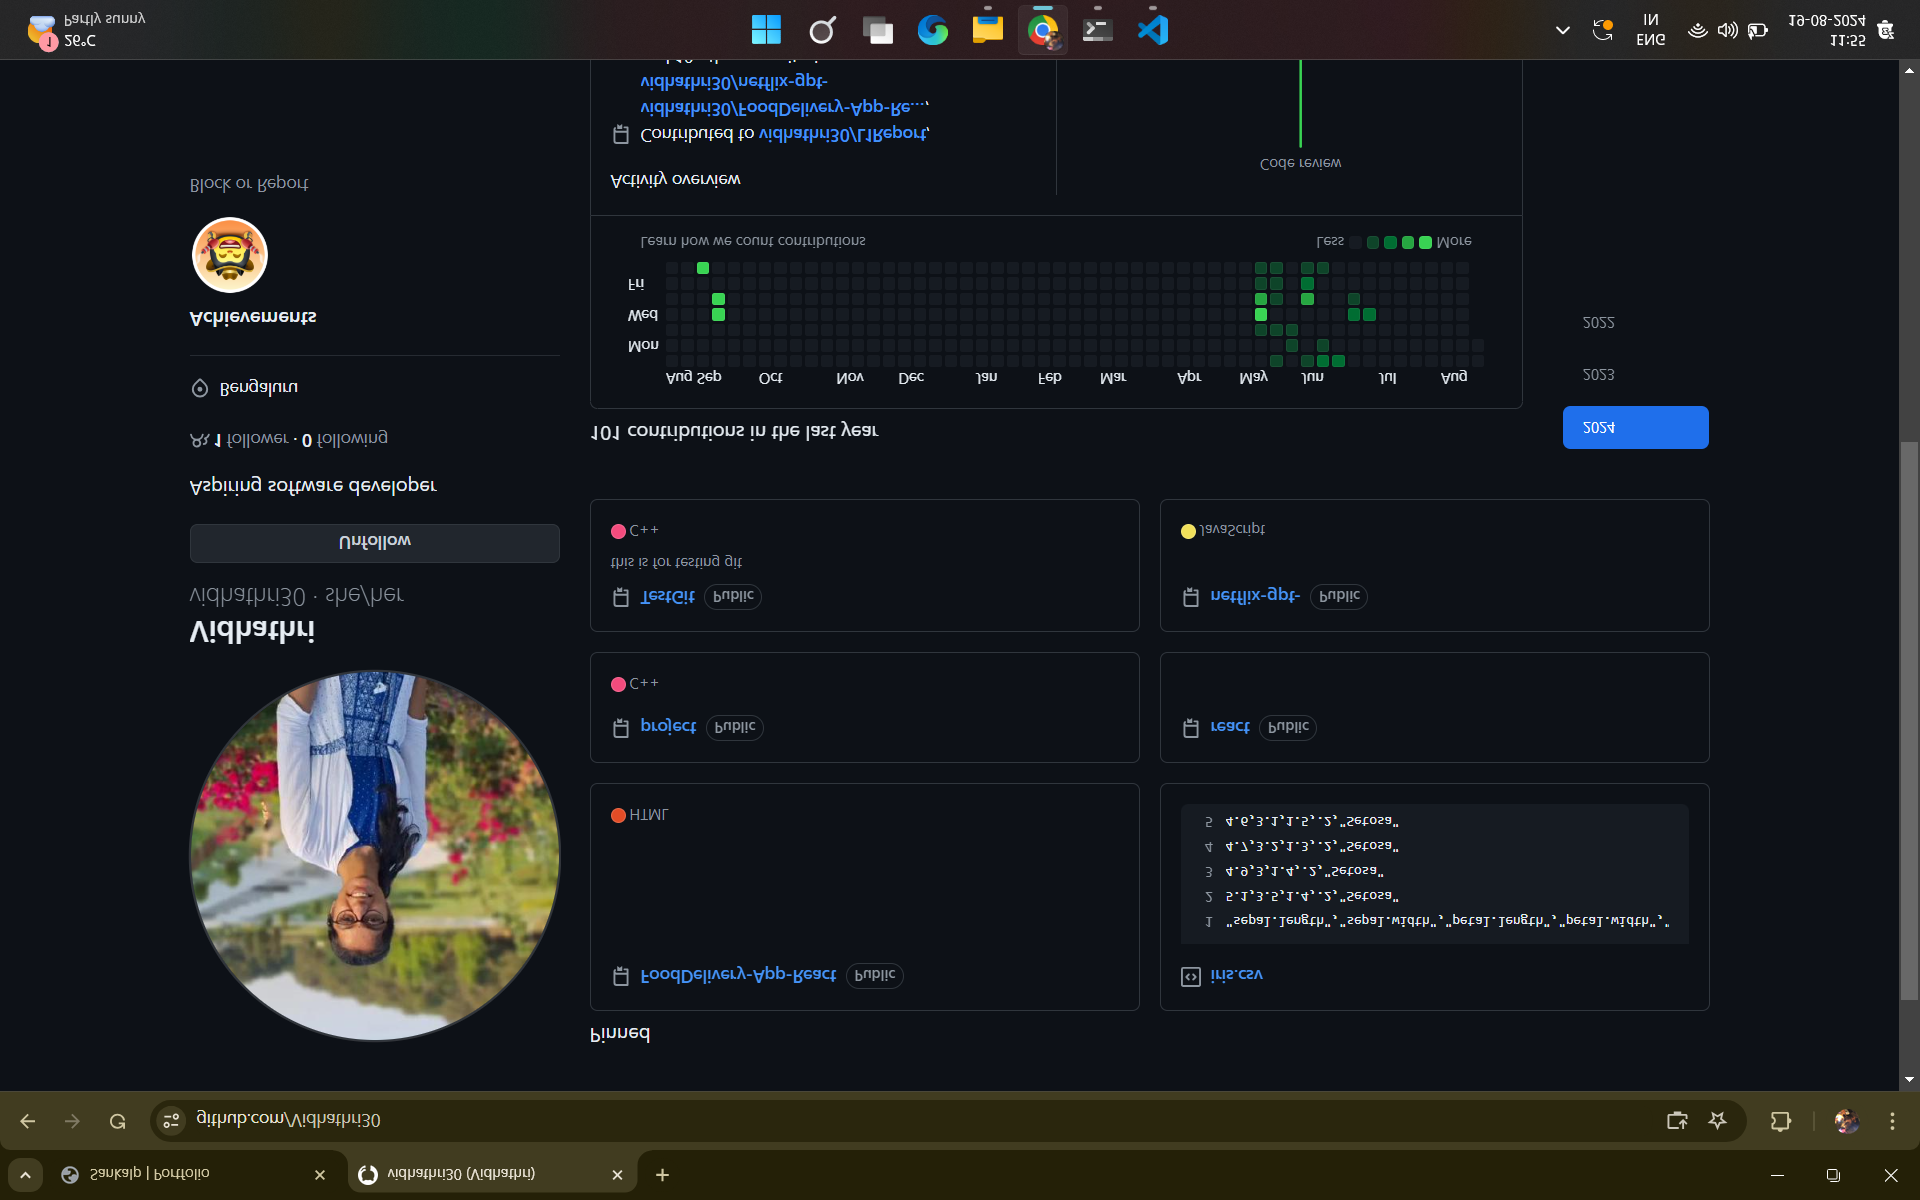 Sankalp | Portfolio
vidhathri30 (Vidhathri)
github.com/Vidhathri30
Vidhathri
vidhathri30 · she/her
Unfollow
Aspiring software developer
1 follower · 0 following
Bengaluru
Achievements
Block or Report
Pinned
FoodDelivery-App-React Public
HTML
iris.csv
1 "sepal.length","sepal.width","petal.length","petal.width","
2 5.1,3.5,1.4,.2,"Setosa"
3 4.9,3,1.4,.2,"Setosa"
4 4.7,3.2,1.3,.2,"Setosa"
5 4.6,3.1,1.5,.2,"Setosa"
project Public
C++
react Public
TestGit Public
this is for testing git
C++
netflix-gpt- Public
JavaScript
101 contributions in the last year
2024
2023
2022
Aug Sep Oct Nov Dec Jan Feb Mar Apr May Jun Jul Aug
Mon
Wed
Fri
Learn how we count contributions
Less More
Activity overview
Contributed to vidhathri30/L1Report,
vidhathri30/FoodDelivery-App-Re...,
vidhathri30/netflix-gpt-
Code review
1
26°C
Partly sunny
ENG
IN
11:55
19-08-2024